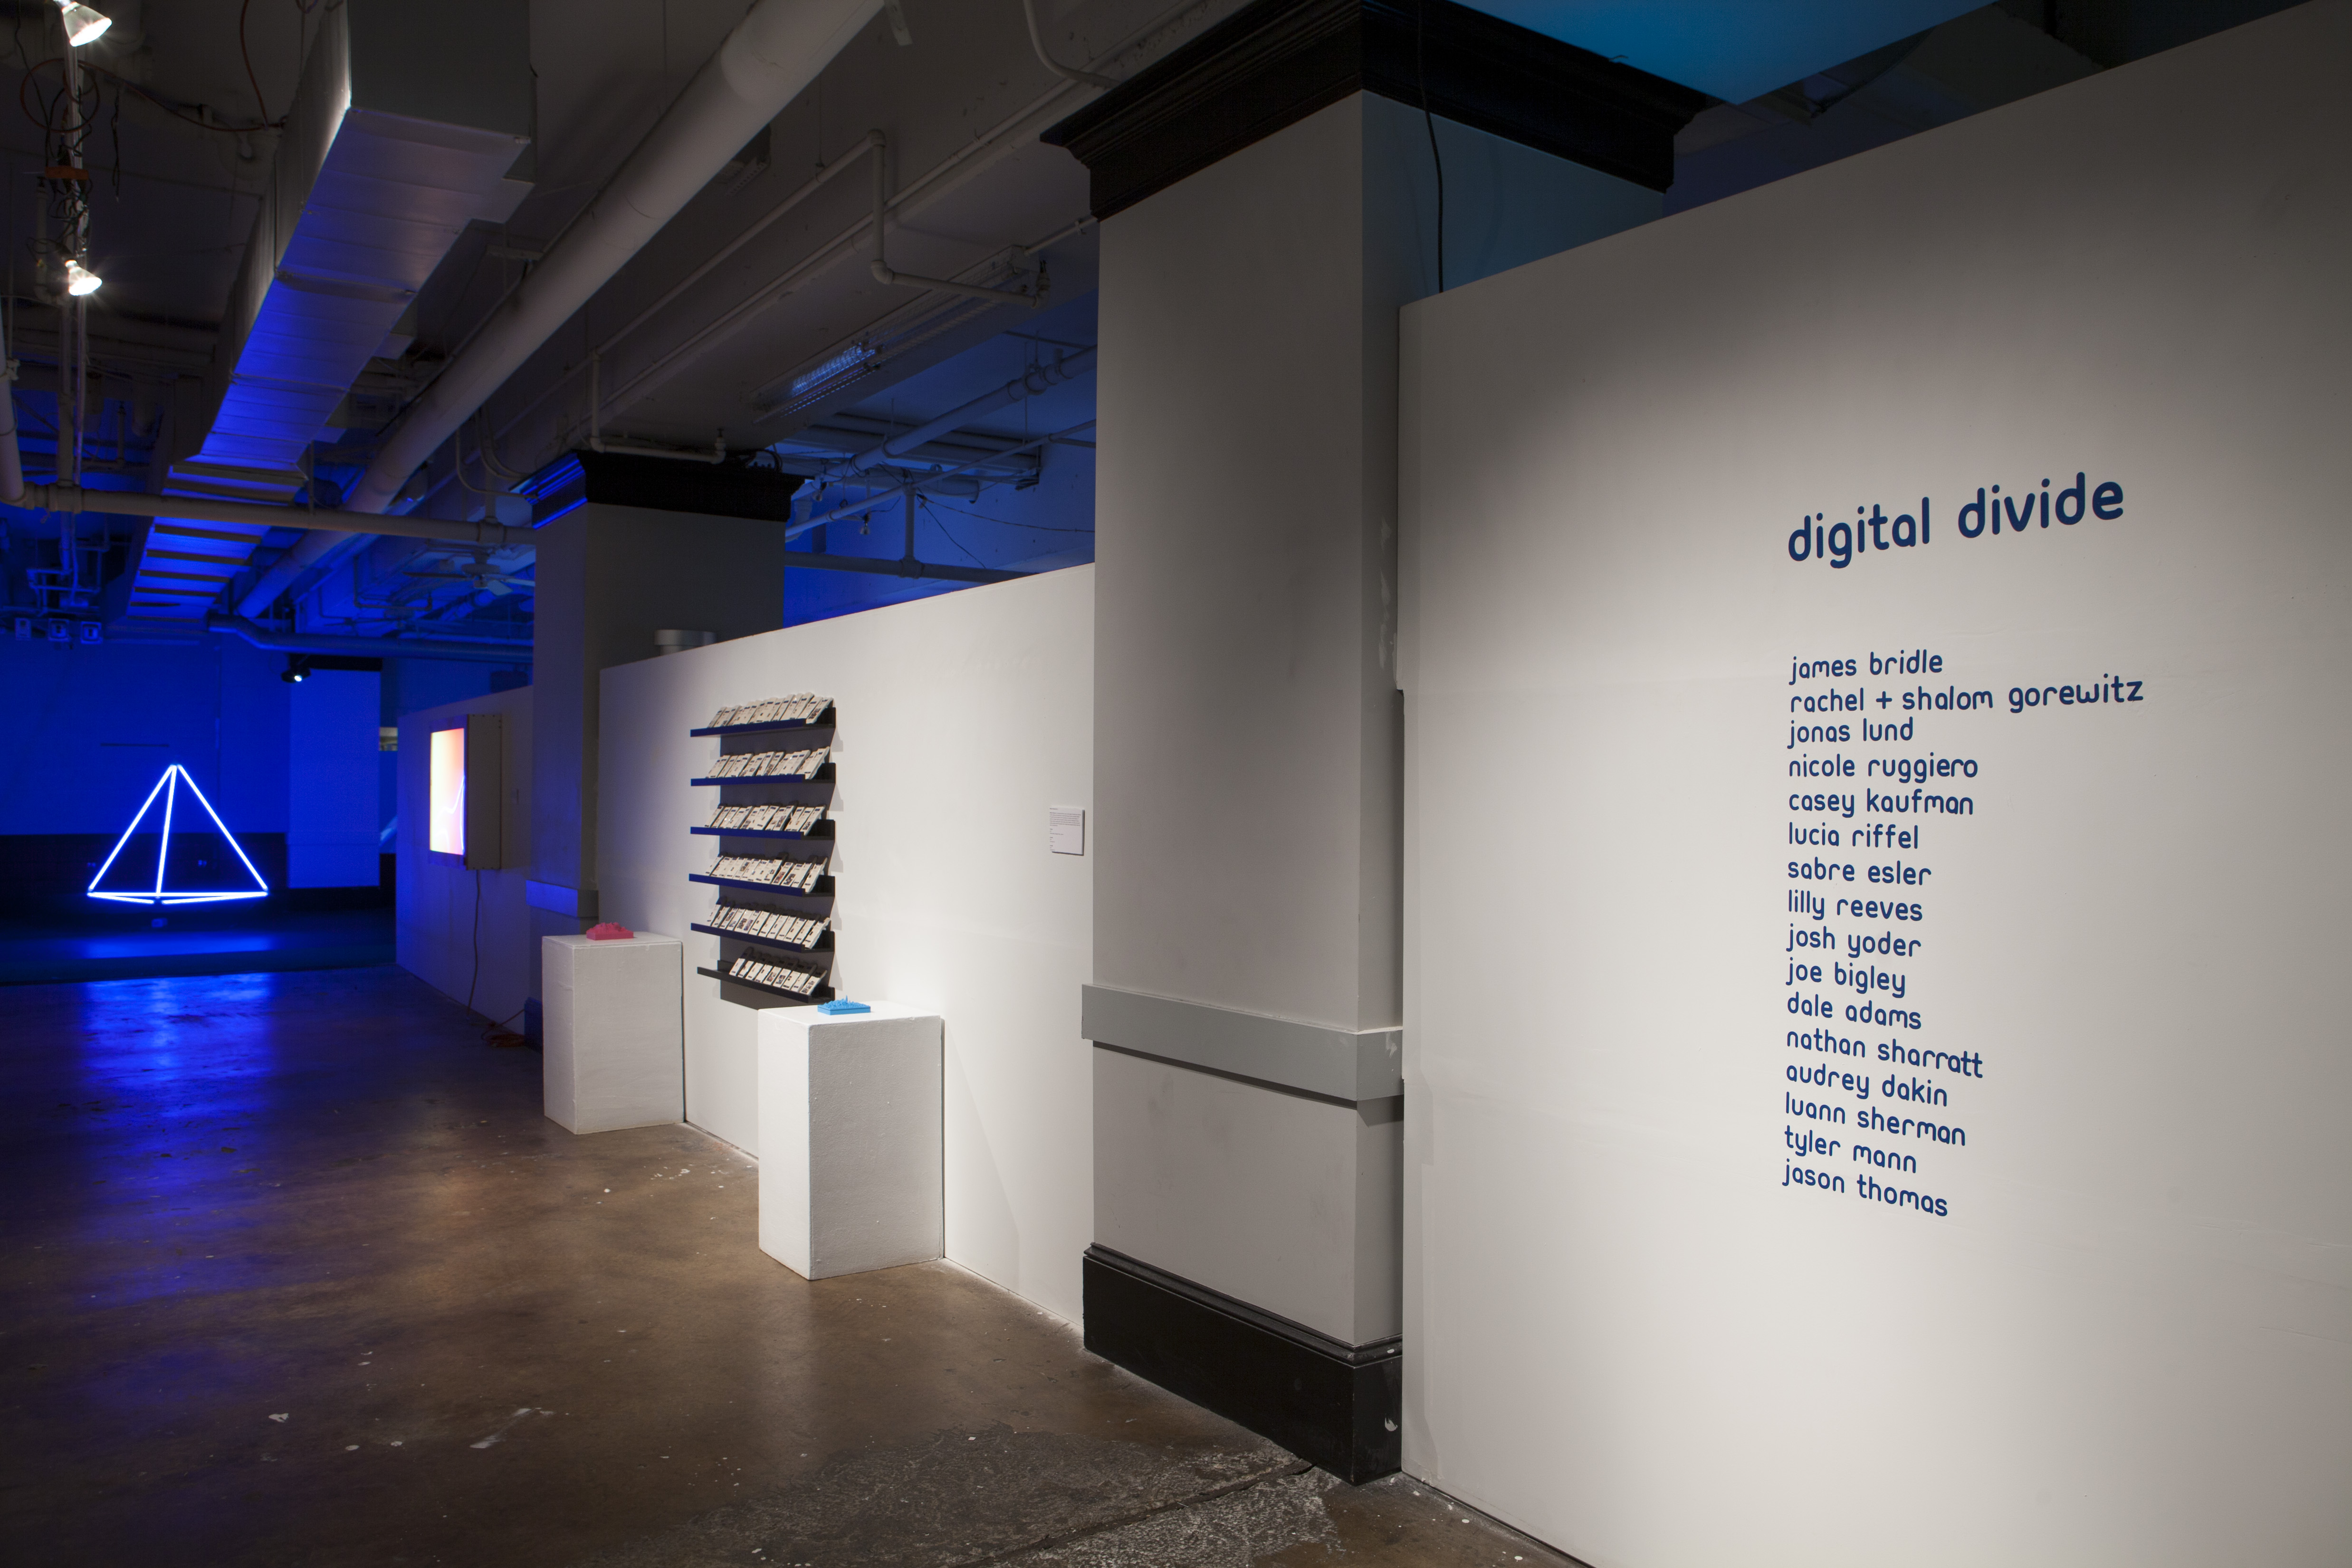 digital divide
james bridle
rachel + shalom gorewitz
jonas lund
nicole ruggiero
casey kaufman
lucia riffel
sabre esler
lilly reeves
josh yoder
joe bigley
dale adams
nathan sharratt
audrey dakin
luann sherman
tyler mann
jason thomas